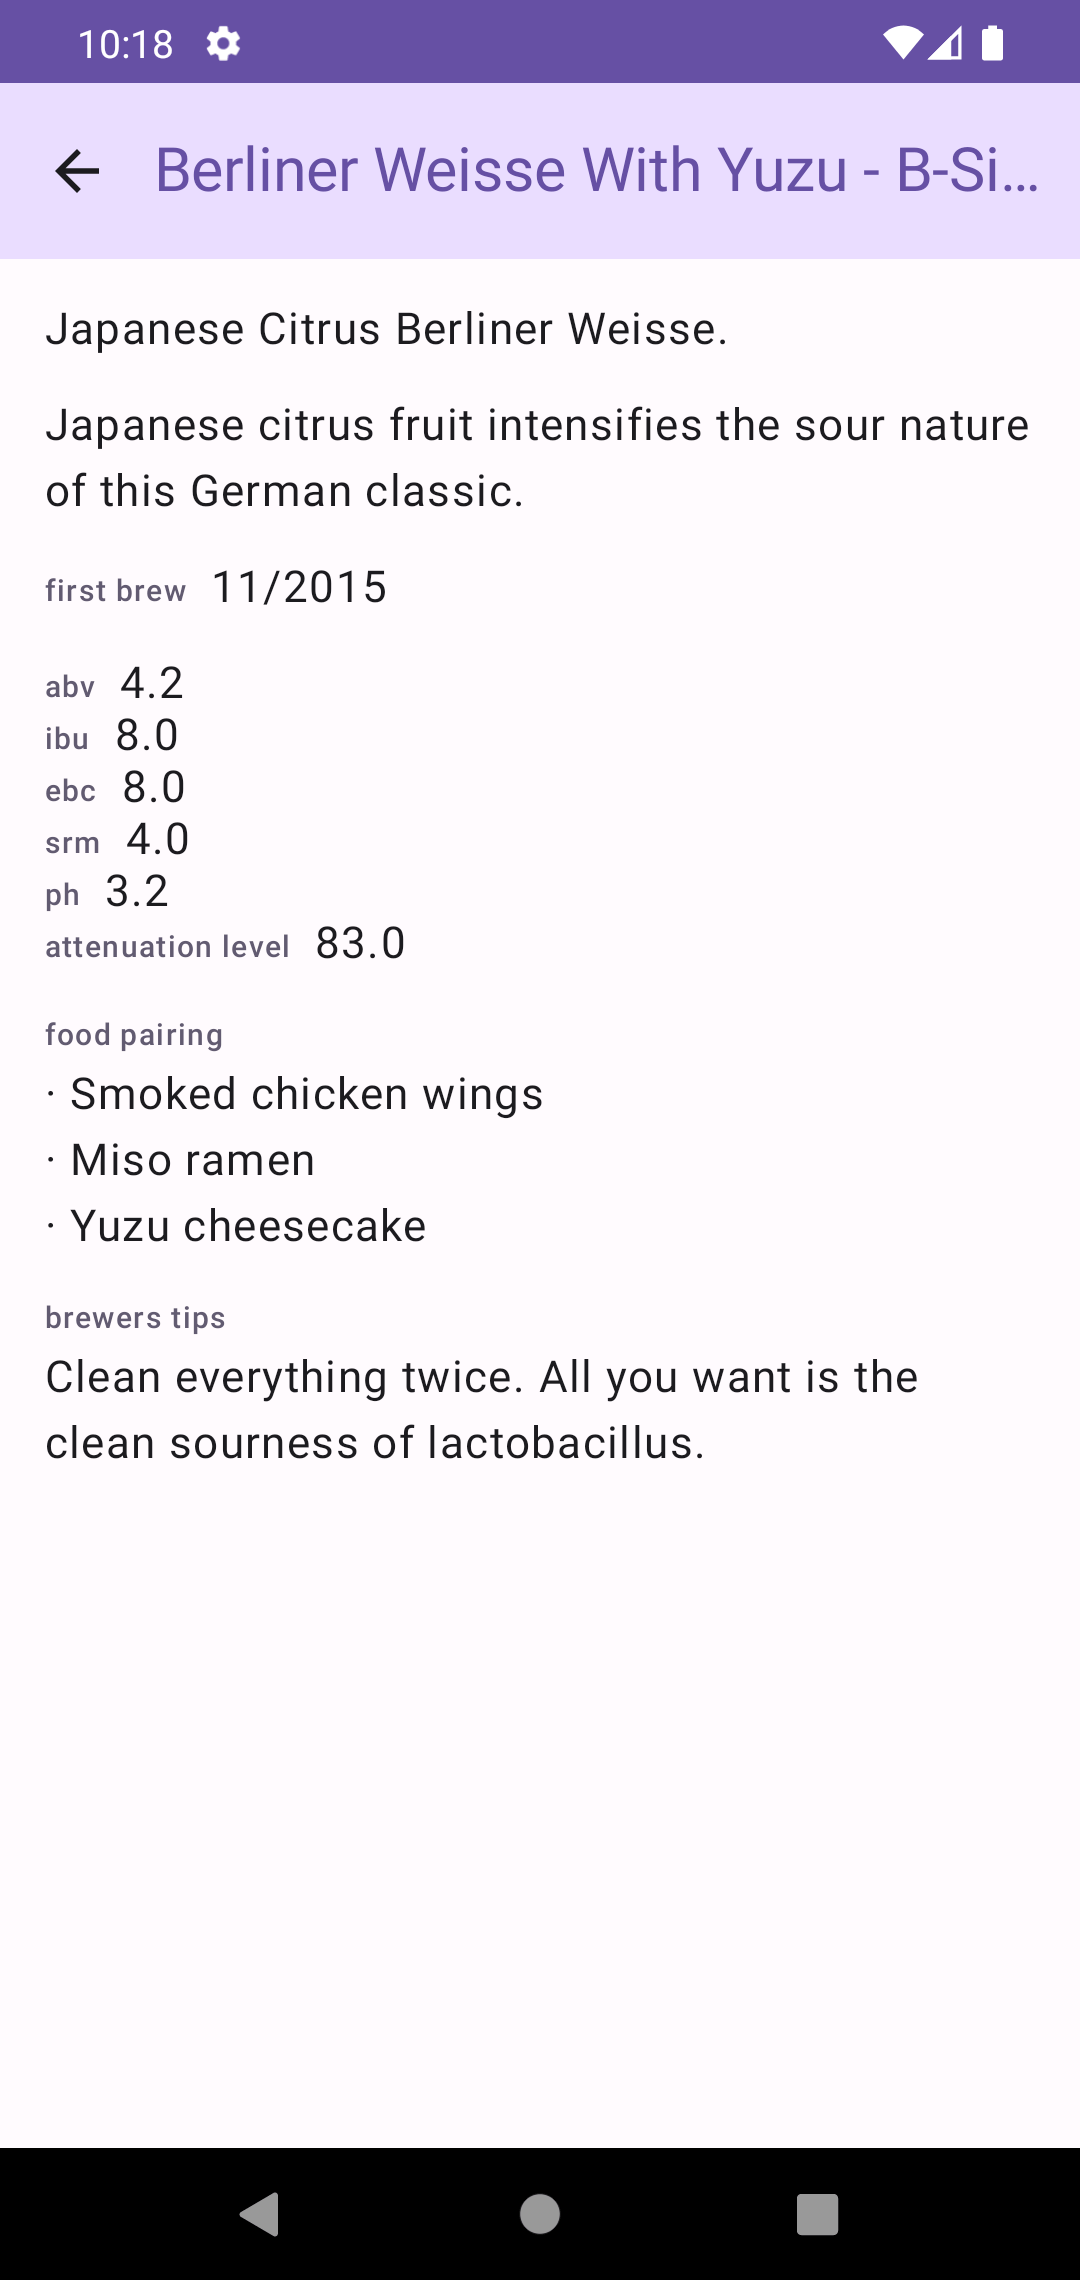 10:18
Berliner Weisse With Yuzu - B-Si...
Japanese Citrus Berliner Weisse.
Japanese citrus fruit intensifies the sour nature
of this German classic.
first brew 11/2015
abv 4.2
ibu 8.0
ebc 8.0
srm 4.0
ph 3.2
attenuation level 83.0
food pairing
· Smoked chicken wings
· Miso ramen
· Yuzu cheesecake
brewers tips
Clean everything twice. All you want is the
clean sourness of lactobacillus.